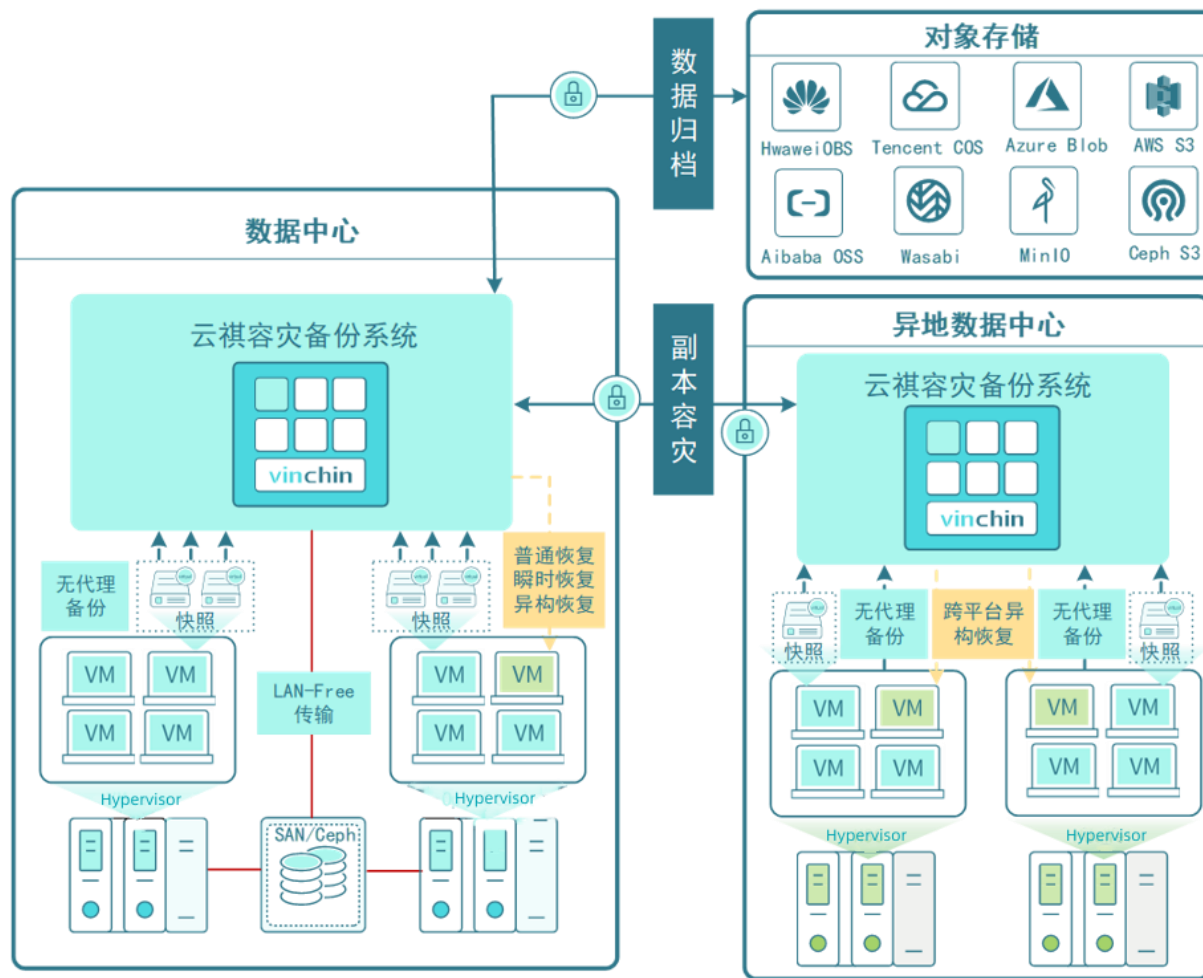 数据归档
对象存储
HwaweiOBS
Tencent COS
Azure Blob
AWS S3
Aibaba OSS
Wasabi
MinIO
Ceph S3
数据中心
云祺容灾备份系统
vinchin
无代理
备份
快照
快照
普通恢复
瞬时恢复
异构恢复
VM
VM
VM
VM
LAN-Free
传输
VM
VM
VM
VM
Hypervisor
Hypervisor
SAN/Ceph
副本容灾
异地数据中心
云祺容灾备份系统
vinchin
快照
无代理
备份
跨平台异
构恢复
无代理
备份
快照
VM
VM
VM
VM
VM
VM
VM
VM
Hypervisor
Hypervisor